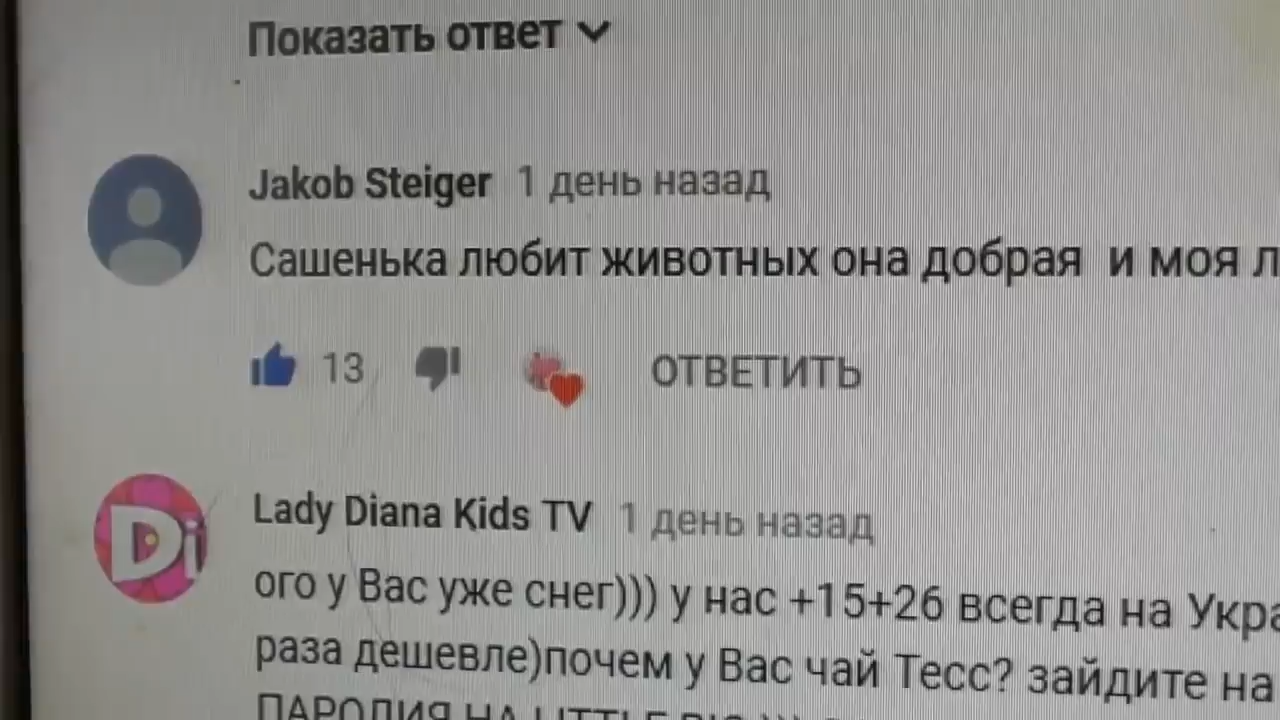 Показать ответ
Jakob Steiger 1 день назад
Сашенька любит животных она добрая и моя
13 ОТВЕТИТЬ
Di
Lady Diana Kids TV 1 день назад
ого у Вас уже снег))) у нас +15+26 всегда на
раза дешевле)почем у Вас чай Тесс? зайдите на
ПАРОДИЯ НА LITTLE BIG